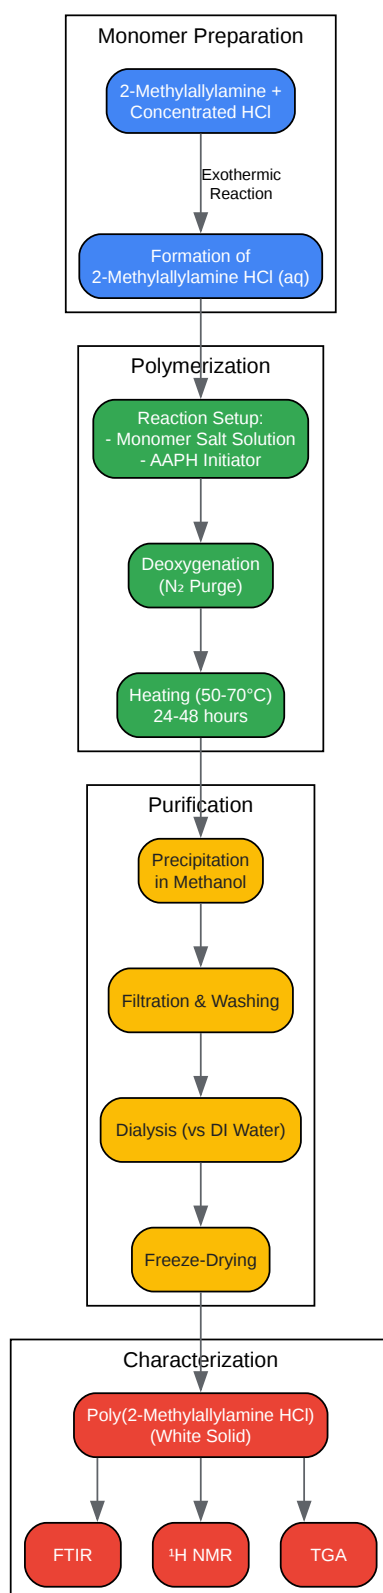 Monomer Preparation
2-Methylallylamine +
Concentrated HCl
Exothermic
Reaction
Formation of
2-Methylallylamine HCl (aq)
Polymerization
Reaction Setup:
- Monomer Salt Solution
- AAPH Initiator
Deoxygenation
(N₂ Purge)
Heating (50-70°C)
24-48 hours
Purification
Precipitation
in Methanol
Filtration & Washing
Dialysis (vs DI Water)
Freeze-Drying
Characterization
Poly(2-Methylallylamine HCl)
(White Solid)
FTIR
¹H NMR
TGA